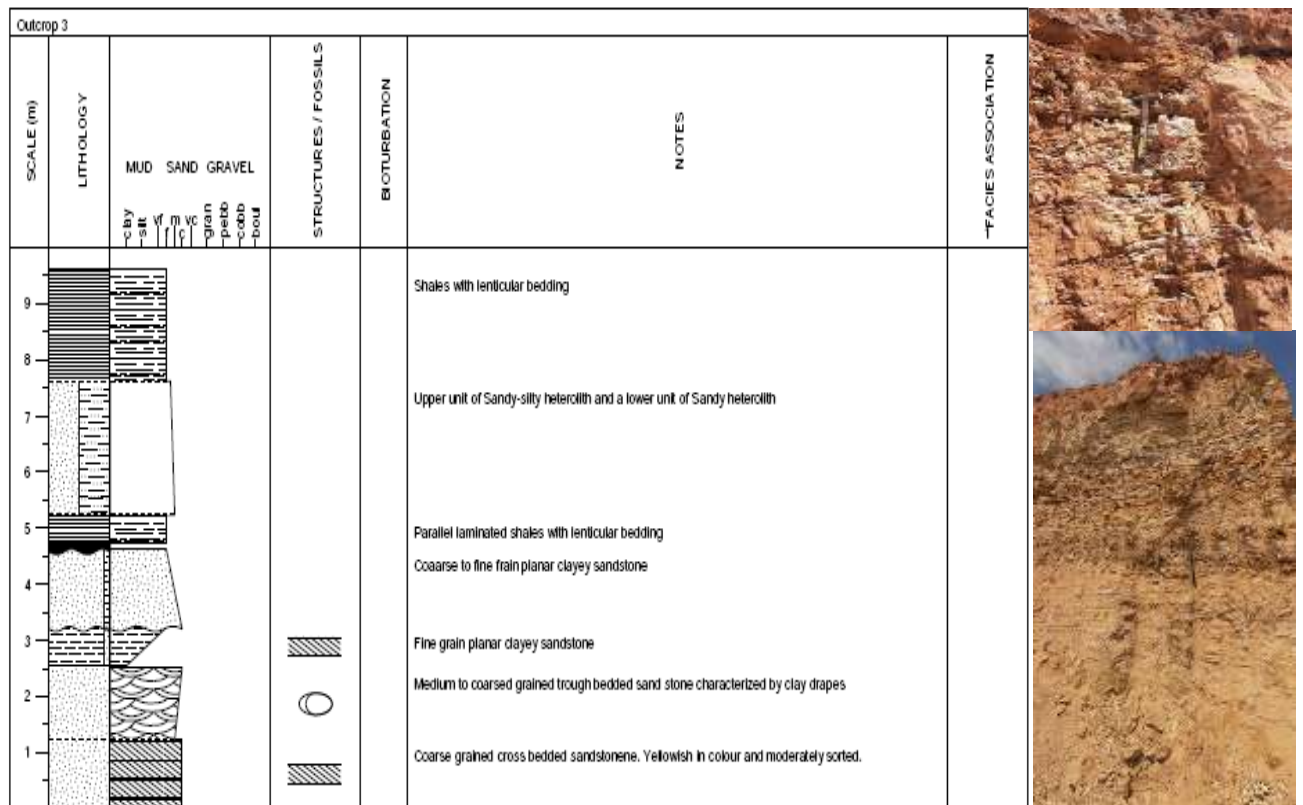 Outcrop 3
SCALE (m)
LITHOLOGY
MUD SAND GRAVEL
clay
silt
vf
f
m
c
vc
gran
pebb
cobb
boul
STRUCTURES / FOSSILS
BIOTURBATION
NOTES
FACIES ASSOCIATION
9
Shales with lenticular bedding
8
Upper unit of Sandy-silty heterolith and a lower unit of Sandy heterolith
7
6
5
Parallel laminated shales with lenticular bedding
Coaarse to fine frain planar clayey sandstone
4
3
Fine grain planar clayey sandstone
Medium to coarsed grained trough bedded sand stone characterized by clay drapes
2
1
Coarse grained cross bedded sandstonene. Yellowish in colour and moderately sorted.